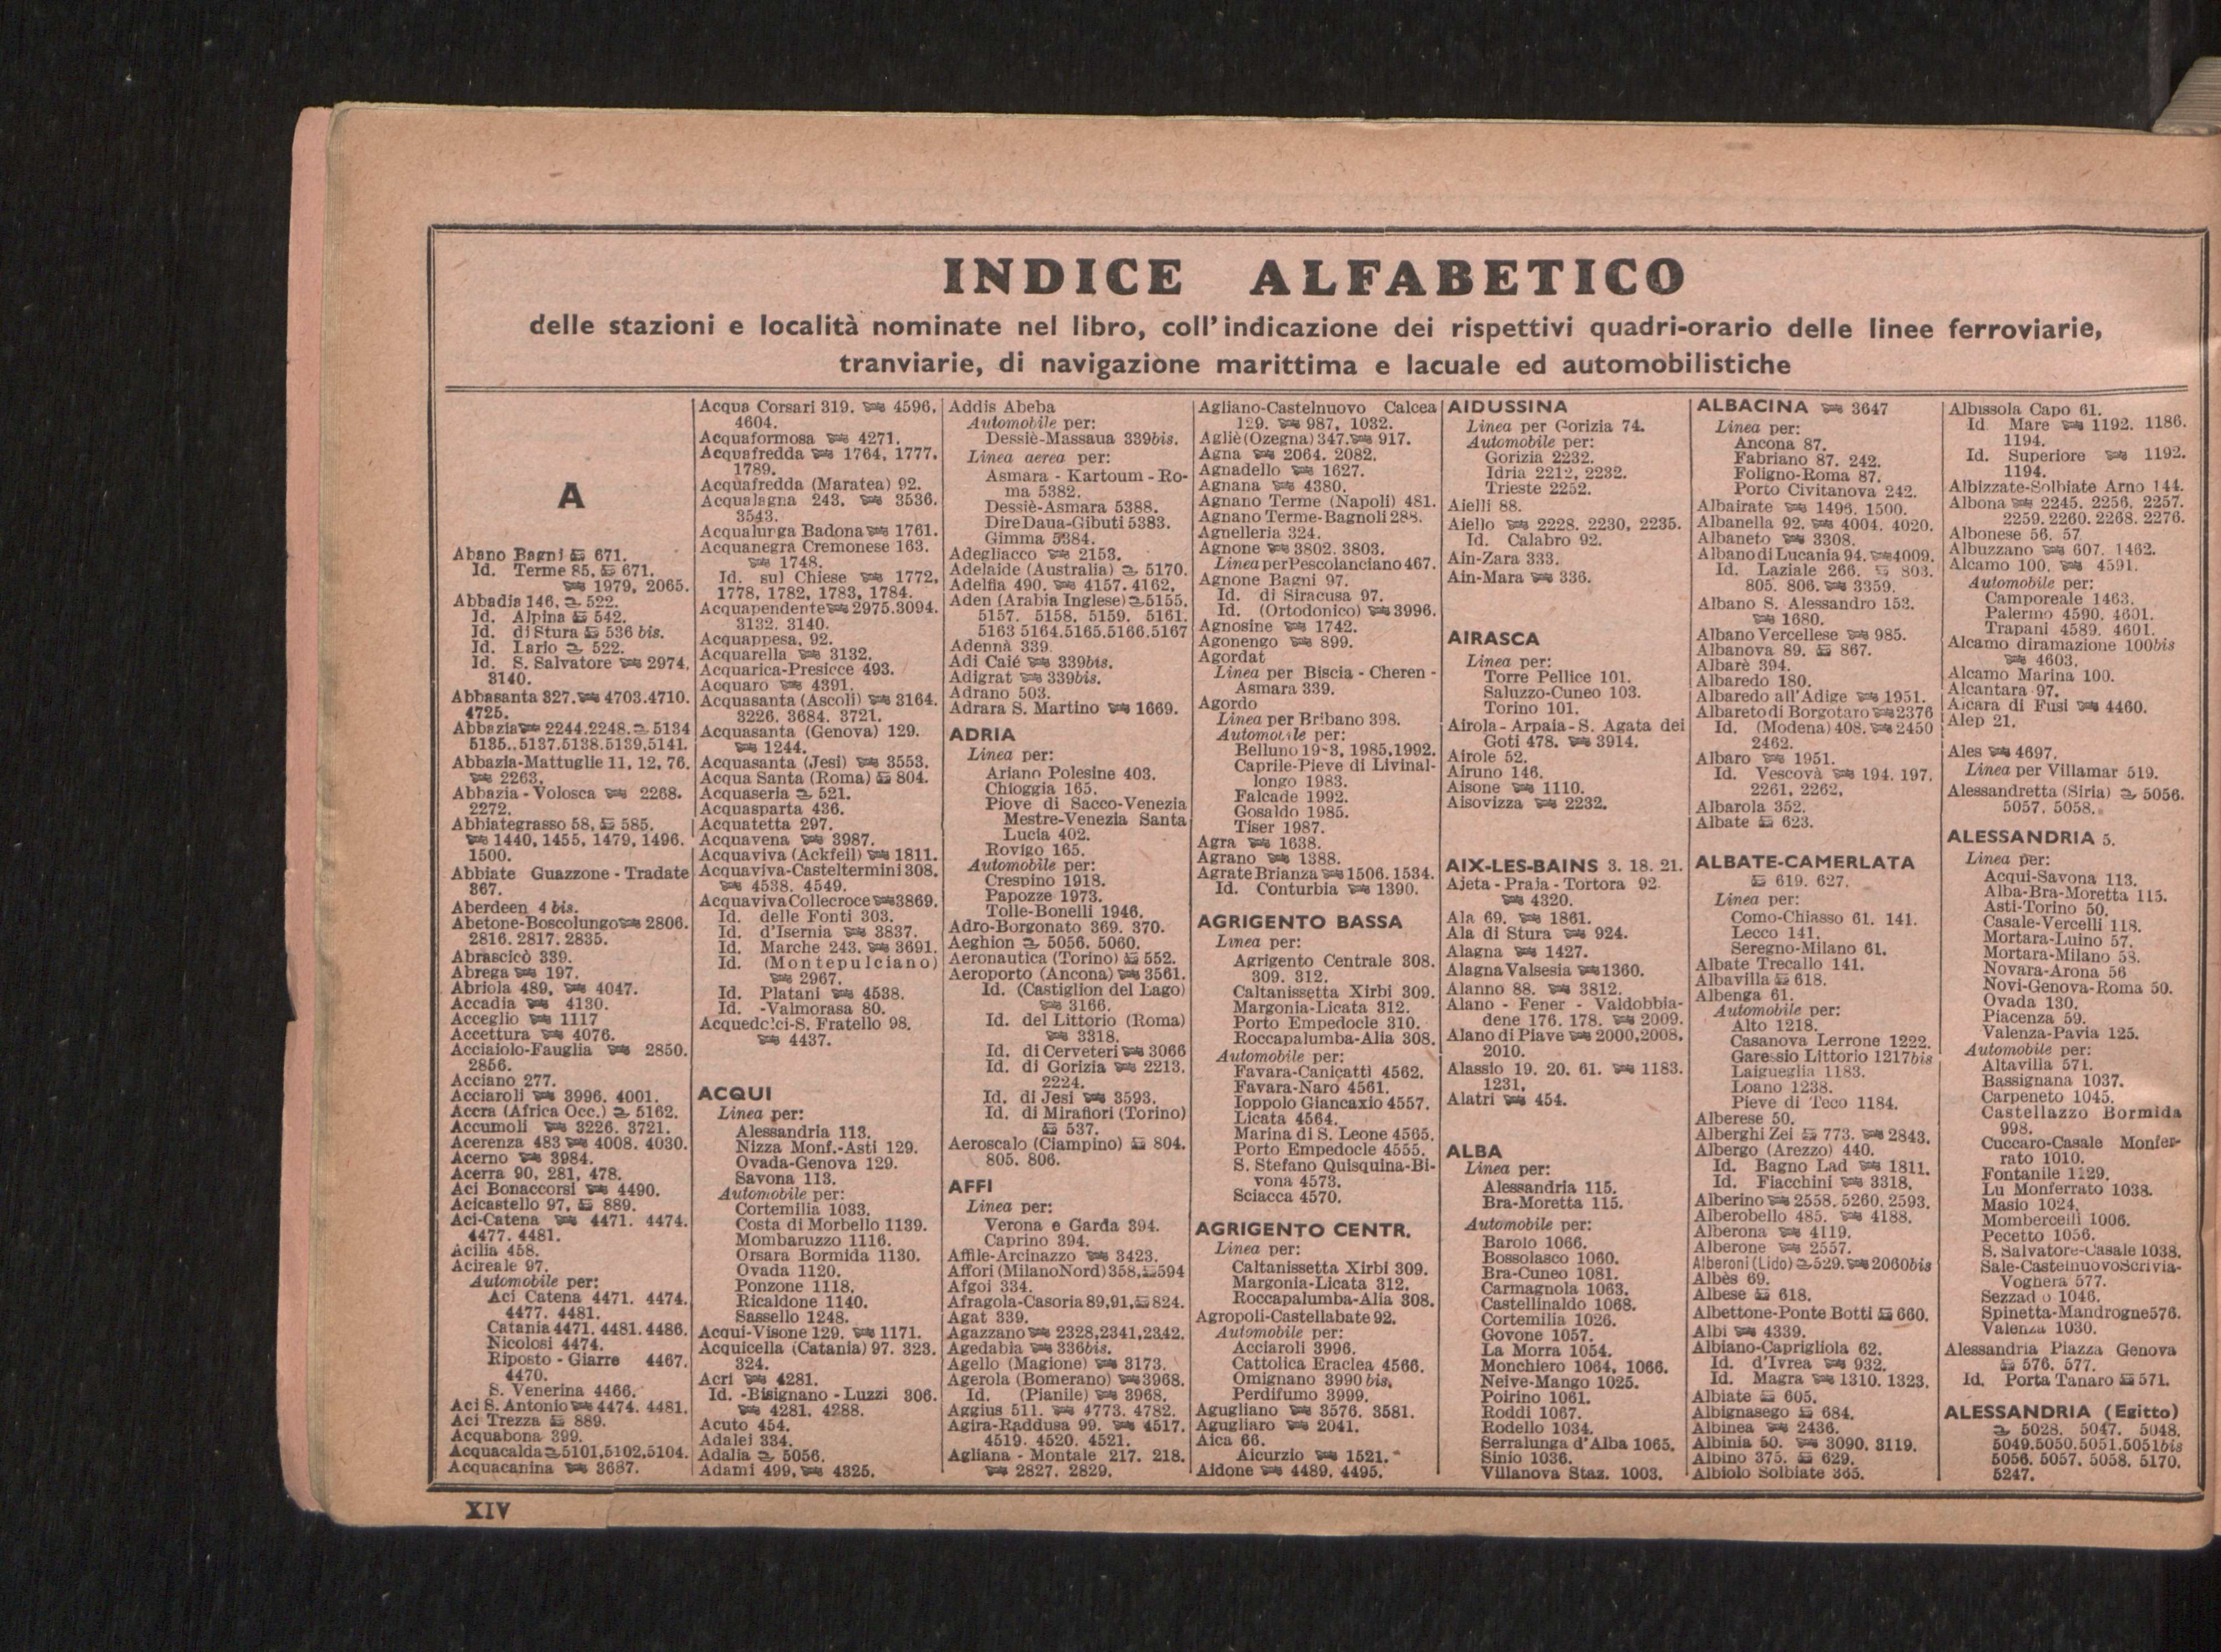 INDICE ALFABETICO
delle stazioni e località nominate nel libro, coll'indicazione dei rispettivi quadri-orario delle linee ferroviarie,
tranviarie, di navigazione marittima e lacuale ed automobilistiche
A
Abano Bagni 671.
Id. Terme 85, 671,
1979, 2065.
Abbadia 146, 522.
Id. Alpina 542.
Id. di Stura 536 bis.
Id. Lario 522.
Id. S. Salvatore 2974,
3140.
Abbasanta 327. 4703.4710.
4725.
Abbazia 2244.2248. 5134
5135., 5137.5138.5139,5141.
Abbazia-Mattuglie 11, 12, 76.
2263.
Abbazia - Volosca 2268.
2272.
Abbiategrasso 58, 585.
1440, 1455, 1479, 1496.
1500.
Abbiate Guazzone - Tradate
367.
Aberdeen 4 bis.
Abetone-Boscolungo 2806.
2816. 2817. 2835.
Abrascicò 339.
Abrega 197.
Abriola 489, 4047.
Accadia 4130.
Acceglio 1117
Accettura 4076.
Acciaiolo-Fauglia 2850.
2856.
Acciano 277.
Acciaroli 3996. 4001.
Accra (Africa Occ.) 5162.
Accumoli 3226. 3721.
Acerenza 483 4008. 4030.
Acerno 3984.
Acerra 90, 281, 478.
Aci Bonaccorsi 4490.
Acicastello 97, 889.
Aci-Catena 4471. 4474.
4477. 4481.
Acilia 458.
Acireale 97.
Automobile per:
Aci Catena 4471. 4474.
4477. 4481.
Catania 4471. 4481. 4486.
Nicolosi 4474.
Riposto - Giarre 4467.
4470.
S. Venerina 4466.
Aci S. Antonio 4474. 4481.
Aci Trezza 889.
Acquabona 399.
Acquacalda 5101,5102,5104.
Acquacanina 3687.
Acqua Corsari 319. 4596.
4604.
Acquaformosa 4271.
Acquafredda 1764, 1777.
1789.
Acquafredda (Maratea) 92.
Acqualagna 243. 3536.
3543.
Acqualunga Badona 1761.
Acquanegra Cremonese 163.
1748.
Id. sul Chiese 1772,
1778, 1782, 1783, 1784.
Acquapendente 2975.3094.
3132. 3140.
Acquappesa, 92.
Acquarella 3132.
Acquarica-Presicce 493.
Acquaro 4391.
Acquasanta (Ascoli) 3164.
3226. 3684. 3721.
Acquasanta (Genova) 129.
1244.
Acquasanta (Jesi) 3553.
Acqua Santa (Roma) 804.
Acquaseria 521.
Acquasparta 436.
Acquatetta 297.
Acquavena 3987.
Acquaviva (Ackfeil) 1811.
Acquaviva-Casteltermini 308.
4538. 4549.
Acquaviva Collecroce 3869.
Id. delle Fonti 303.
Id. d'Isernia 3837.
Id. Marche 243. 3691.
Id. (Montepulciano)
2967.
Id. Platani 4538.
Id. -Valmorasa 80.
Acquedolci-S. Fratello 98.
4437.
ACQUI
Linea per:
Alessandria 113.
Nizza Monf.-Asti 129.
Ovada-Genova 129.
Savona 113.
Automobile per:
Cortemilia 1033.
Costa di Morbello 1139.
Mombaruzzo 1116.
Orsara Bormida 1130.
Ovada 1120.
Ponzone 1118.
Ricaldone 1140.
Sassello 1248.
Acqui-Visone 129. 1171.
Acquicella (Catania) 97. 323.
324.
Acri 4281.
Id. -Bisignano - Luzzi 306.
4281. 4288.
Acuto 454.
Adalei 334.
Adalia 5056.
Adami 499, 4325.
Addis Abeba
Automobile per:
Dessiè-Massaua 339bis.
Linea aerea per:
Asmara - Kartoum - Ro-
ma 5382.
Dessiè-Asmara 5388.
Dire Daua-Gibuti 5383.
Gimma 5384.
Adegliacco 2153.
Adelaide (Australia) 5170.
Adelfia 490. 4157. 4162.
Aden (Arabia Inglese) 5155.
5157. 5158. 5159. 5161.
5163 5164.5165.5166.5167
Adennà 339.
Adi Caié 339bis.
Adigrat 339bis.
Adrano 503.
Adrara S. Martino 1669.
ADRIA
Linea per:
Ariano Polesine 403.
Chioggia 165.
Piove di Sacco-Venezia
Mestre-Venezia Santa
Lucia 402.
Rovigo 165.
Automobile per:
Crespino 1918.
Papozze 1973.
Tolle-Bonelli 1946.
Adro-Borgonato 369. 370.
Aeghion 5056. 5060.
Aeronautica (Torino) 552.
Aeroporto (Ancona) 3561.
Id. (Castiglion del Lago)
3166.
Id. del Littorio (Roma)
3318.
Id. di Cerveteri 3066
Id. di Gorizia 2213.
2224.
Id. di Jesi 3593.
Id. di Mirafiori (Torino)
537.
Aeroscalo (Ciampino) 804.
805. 806.
AFFI
Linea per:
Verona e Garda 394.
Caprino 394.
Affile-Arcinazzo 3423.
Affori (Milano Nord) 358, 594
Afgoi 334.
Afragola-Casoria 89,91, 824.
Agat 339.
Agazzano 2328,2341,2342.
Agedabia 336bis.
Agello (Magione) 3173.
Agerola (Bomerano) 3968.
Id. (Pianile) 3968.
Aggius 511. 4773. 4782.
Agira-Raddusa 99. 4517.
4519. 4520. 4521.
Agliana - Montale 217. 218.
2827. 2829.
Agliano-Castelnuovo Calcea
129. 987, 1032.
Agliè (Ozegna) 347. 917.
Agna 2064. 2082.
Agnadello 1627.
Agnana 4380.
Agnano Terme (Napoli) 481.
Agnano Terme-Bagnoli 288.
Agnelleria 324.
Agnone 3802. 3803.
Linea per Pescolanciano 467.
Agnone Bagni 97.
Id. di Siracusa 97.
Id. (Ortodonico) 3996.
Agnosine 1742.
Agonengo 899.
Agordat
Linea per Biscia - Cheren -
Asmara 339.
Agordo
Linea per Bribano 398.
Automobile per:
Belluno 1985,1992.
Caprile-Pieve di Livinal-
longo 1983.
Falcade 1992.
Gosaldo 1985.
Tiser 1987.
Agra 1638.
Agrano 1388.
Agrate Brianza 1506. 1534.
Id. Conturbia 1390.
AGRIGENTO BASSA
Linea per:
Agrigento Centrale 308.
309. 312.
Caltanissetta Xirbi 309.
Margonia-Licata 312.
Porto Empedocle 310.
Roccapalumba-Alia 308.
Automobile per:
Favara-Canicattì 4562.
Favara-Naro 4561.
Ioppolo Giancaxio 4557.
Licata 4564.
Marina di S. Leone 4565.
Porto Empedocle 4555.
S. Stefano Quisquina-Bi-
vona 4573.
Sciacca 4570.
AGRIGENTO CENTR.
Linea per:
Caltanissetta Xirbi 309.
Margonia-Licata 312.
Roccapalumba-Alia 308.
Agropoli-Castellabate 92.
Automobile per:
Acciaroli 3996.
Cattolica Eraclea 4566.
Omignano 3990 bis.
Perdifumo 3999.
Agugliano 3576. 3581.
Agugliaro 2041.
Aica 66.
Aicurzio 1521.
Aidone 4489. 4495.
AIDUSSINA
Linea per Gorizia 74.
Automobile per:
Gorizia 2232.
Idria 2212, 2232.
Trieste 2252.
Aielli 88.
Aiello 2228. 2230, 2235.
Id. Calabro 92.
Ain-Zara 333.
Ain-Mara 336.
AIRASCA
Linea per:
Torre Pellice 101.
Saluzzo-Cuneo 103.
Torino 101.
Airola - Arpaia - S. Agata dei
Goti 478. 3914.
Airole 52.
Airuno 146.
Aisone 1110.
Aisovizza 2232.
AIX-LES-BAINS 3. 18. 21.
Ajeta - Praja - Tortora 92.
4320.
Ala 69. 1861.
Ala di Stura 924.
Alagna 1427.
Alagna Valsesia 1360.
Alanno 88. 3812.
Alano - Fener - Valdobbia-
dene 176. 178. 2009.
Alano di Piave 2000,2008,
2010.
Alassio 19. 20. 61. 1183.
1231.
Alatri 454.
ALBA
Linea per:
Alessandria 115.
Bra-Moretta 115.
Automobile per:
Barolo 1066.
Bossolasco 1060.
Bra-Cuneo 1081.
Carmagnola 1063.
Castellinaldo 1068.
Cortemilia 1026.
Govone 1057.
La Morra 1054.
Monchiero 1064, 1066.
Neive-Mango 1025.
Poirino 1061.
Roddi 1067.
Rodello 1034.
Serralunga d'Alba 1065.
Sinio 1036.
Villanova Staz. 1003.
ALBACINA 3647
Linea per:
Ancona 87.
Fabriano 87. 242.
Foligno-Roma 87.
Porto Civitanova 242.
Albairate 1496. 1500.
Albanella 92. 4004. 4020.
Albaneto 3308.
Albano di Lucania 94. 4009.
Id. Laziale 266. 803.
805. 806. 3359.
Albano S. Alessandro 153.
1680.
Albano Vercellese 985.
Albanova 89. 867.
Albarè 394.
Albaredo 180.
Albaredo all'Adige 1951.
Albareto di Borgotaro 2376
Id. (Modena) 408. 2450
2462.
Albaro 1951.
Id. Vescovà 194. 197.
2261, 2262.
Albarola 352.
Albate 623.
ALBATE-CAMERLATA
619. 627.
Linea per:
Como-Chiasso 61. 141.
Lecco 141.
Seregno-Milano 61.
Albate Trecallo 141.
Albavilla 618.
Albenga 61.
Automobile per:
Alto 1218.
Casanova Lerrone 1222.
Garessio Littorio 1217bis
Laigueglia 1183.
Loano 1238.
Pieve di Teco 1184.
Alberese 50.
Alberghi Zei 773. 2843.
Albergo (Arezzo) 440.
Id. Bagno Lad 1811.
Id. Fiacchini 3318.
Alberino 2558. 5260. 2593.
Alberobello 485. 4188.
Alberona 4119.
Alberone 2557.
Alberoni (Lido) 529. 2060bis
Albès 69.
Albese 618.
Albettone-Ponte Botti 660.
Albi 4339.
Albiano-Caprigliola 62.
Id. d'Ivrea 932.
Id. Magra 1310. 1323.
Albiate 605.
Albignasego 684.
Albinea 2436.
Albinia 50. 3090. 3119.
Albino 375. 629.
Albiolo Solbiate 365.
Albissola Capo 61.
Id. Mare 1192. 1186.
1194.
Id. Superiore 1192.
1194.
Albizzate-Solbiate Arno 144.
Albona 2245. 2256, 2257.
2259. 2260. 2268. 2276.
Albonese 56. 57
Albuzzano 607. 1462.
Alcamo 100. 4591.
Automobile per:
Camporeale 1463.
Palermo 4590. 4601.
Trapani 4589. 4601.
Alcamo diramazione 100bis
4603.
Alcamo Marina 100.
Alcantara 97.
Alcara di Fusi 4460.
Alep 21.
Ales 4697.
Linea per Villamar 519.
Alessandretta (Siria) 5056.
5057. 5058.
ALESSANDRIA 5.
Linea per:
Acqui-Savona 113.
Alba-Bra-Moretta 115.
Asti-Torino 50.
Casale-Vercelli 118.
Mortara-Luino 57.
Mortara-Milano 58.
Novara-Arona 56
Novi-Genova-Roma 50.
Ovada 130.
Piacenza 59.
Valenza-Pavia 125.
Automobile per:
Altavilla 571.
Bassignana 1037.
Carpeneto 1045.
Castellazzo Bormida
998.
Cuccaro-Casale Monfer-
rato 1010.
Fontanile 1129.
Lu Monferrato 1038.
Masio 1024.
Mombercelli 1006.
Pecetto 1056.
S. Salvatore-Casale 1038.
Sale-Castelnuovo Scrivia-
Voghera 577.
Sezzadio 1046.
Spinetta-Mandrogne 576.
Valenza 1030.
Alessandria Piazza Genova
576. 577.
Id. Porta Tanaro 571.
ALESSANDRIA (Egitto)
5028. 5047. 5048.
5049.5050.5051.5051bis
5056. 5057. 5058. 5170.
5247.
XIV